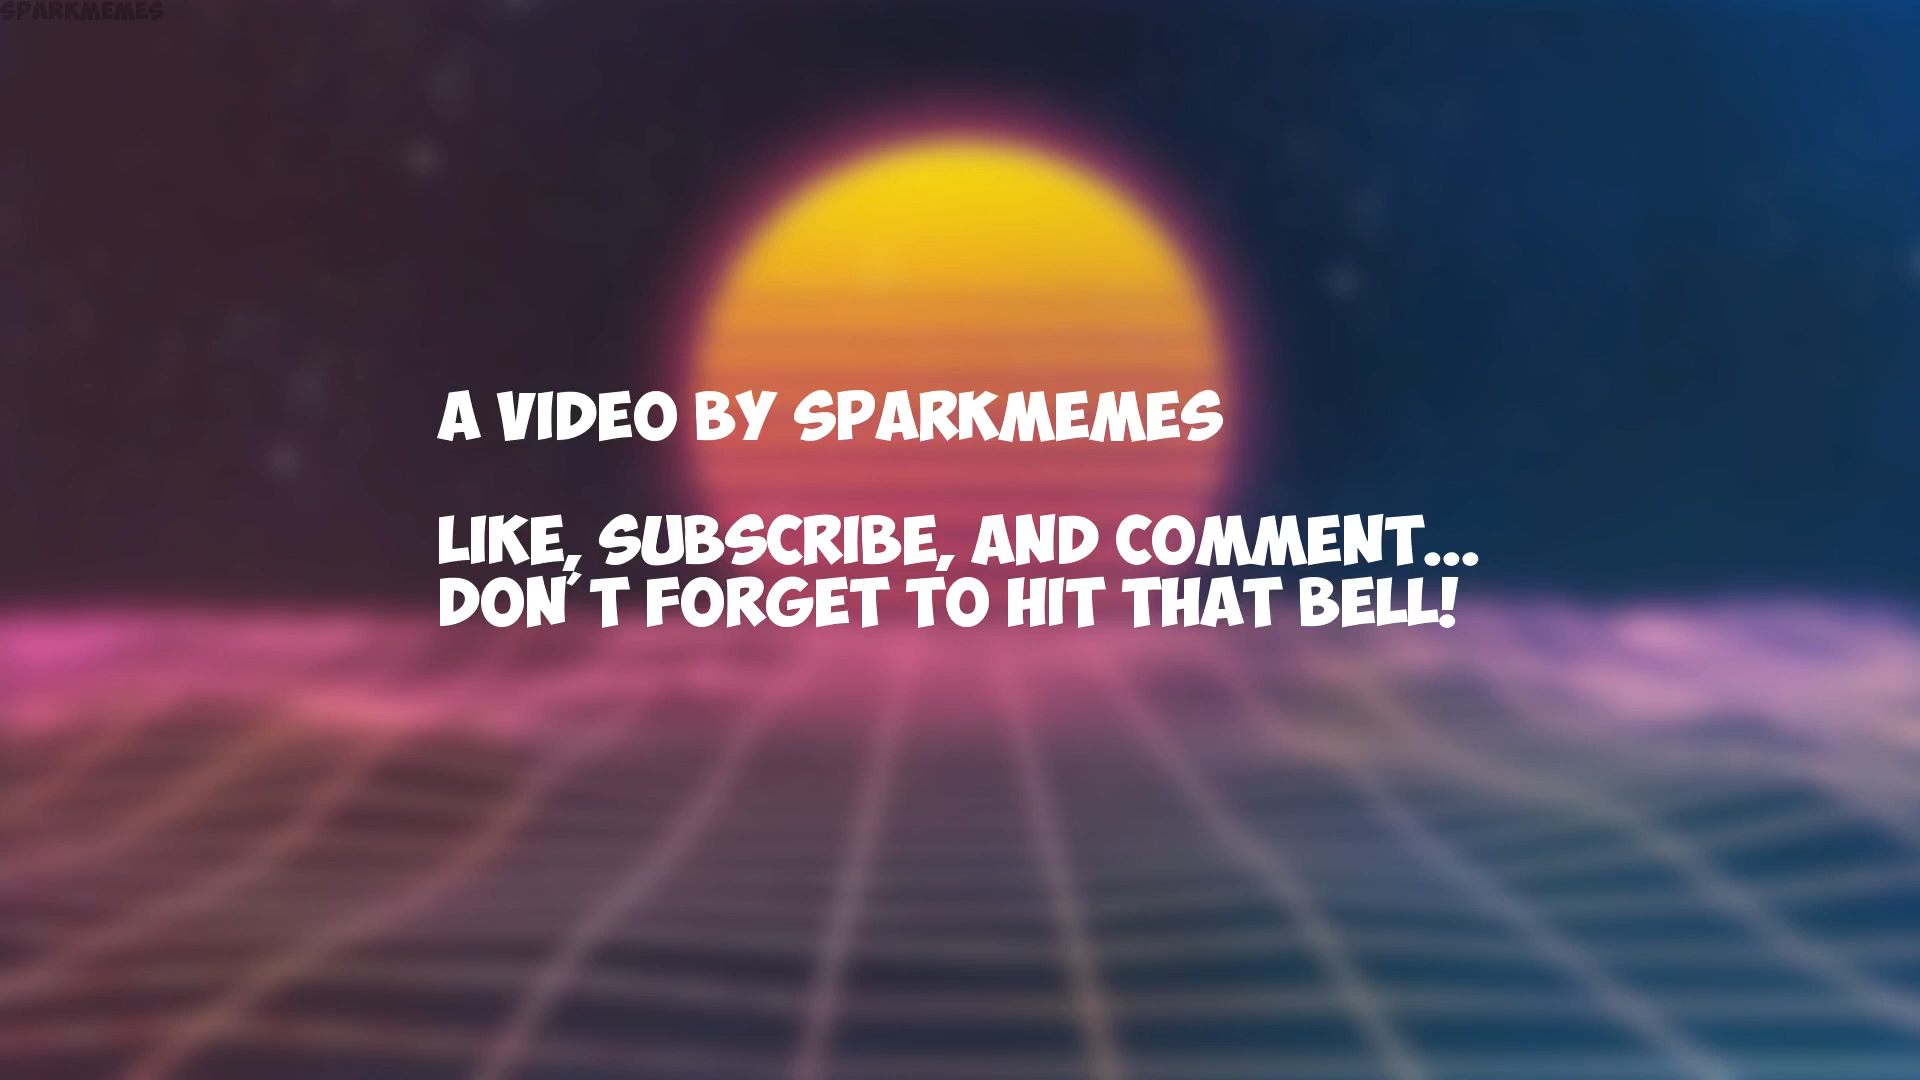 SPARKMEMES
A VIDEO BY SPARKMEMES
LIKE, SUBSCRIBE, AND COMMENT...
DON'T FORGET TO HIT THAT BELL!